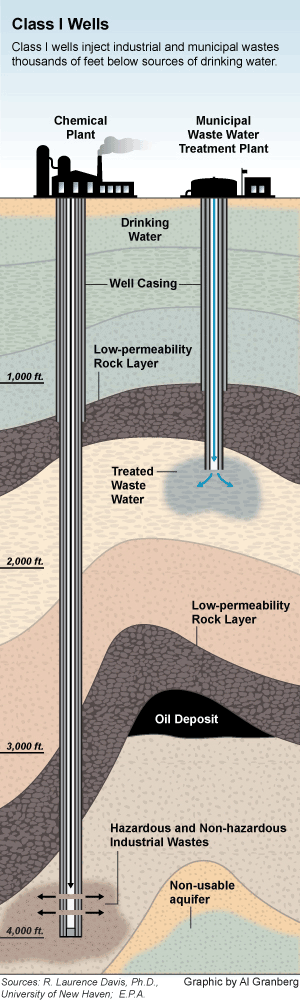 Class I Wells
Class I wells inject industrial and municipal wastes
thousands of feet below sources of drinking water.
Chemical
Plant
Municipal
Waste Water
Treatment Plant
Drinking
Water
Well Casing
Low-permeability
Rock Layer
1,000 ft.
Treated
Waste
Water
2,000 ft.
Low-permeability
Rock Layer
Oil Deposit
3,000 ft.
Hazardous and Non-hazardous
Industrial Wastes
Non-usable
aquifer
4,000 ft.
Sources: R. Laurence Davis, Ph.D.,
University of New Haven; E.P.A.
Graphic by Al Granberg